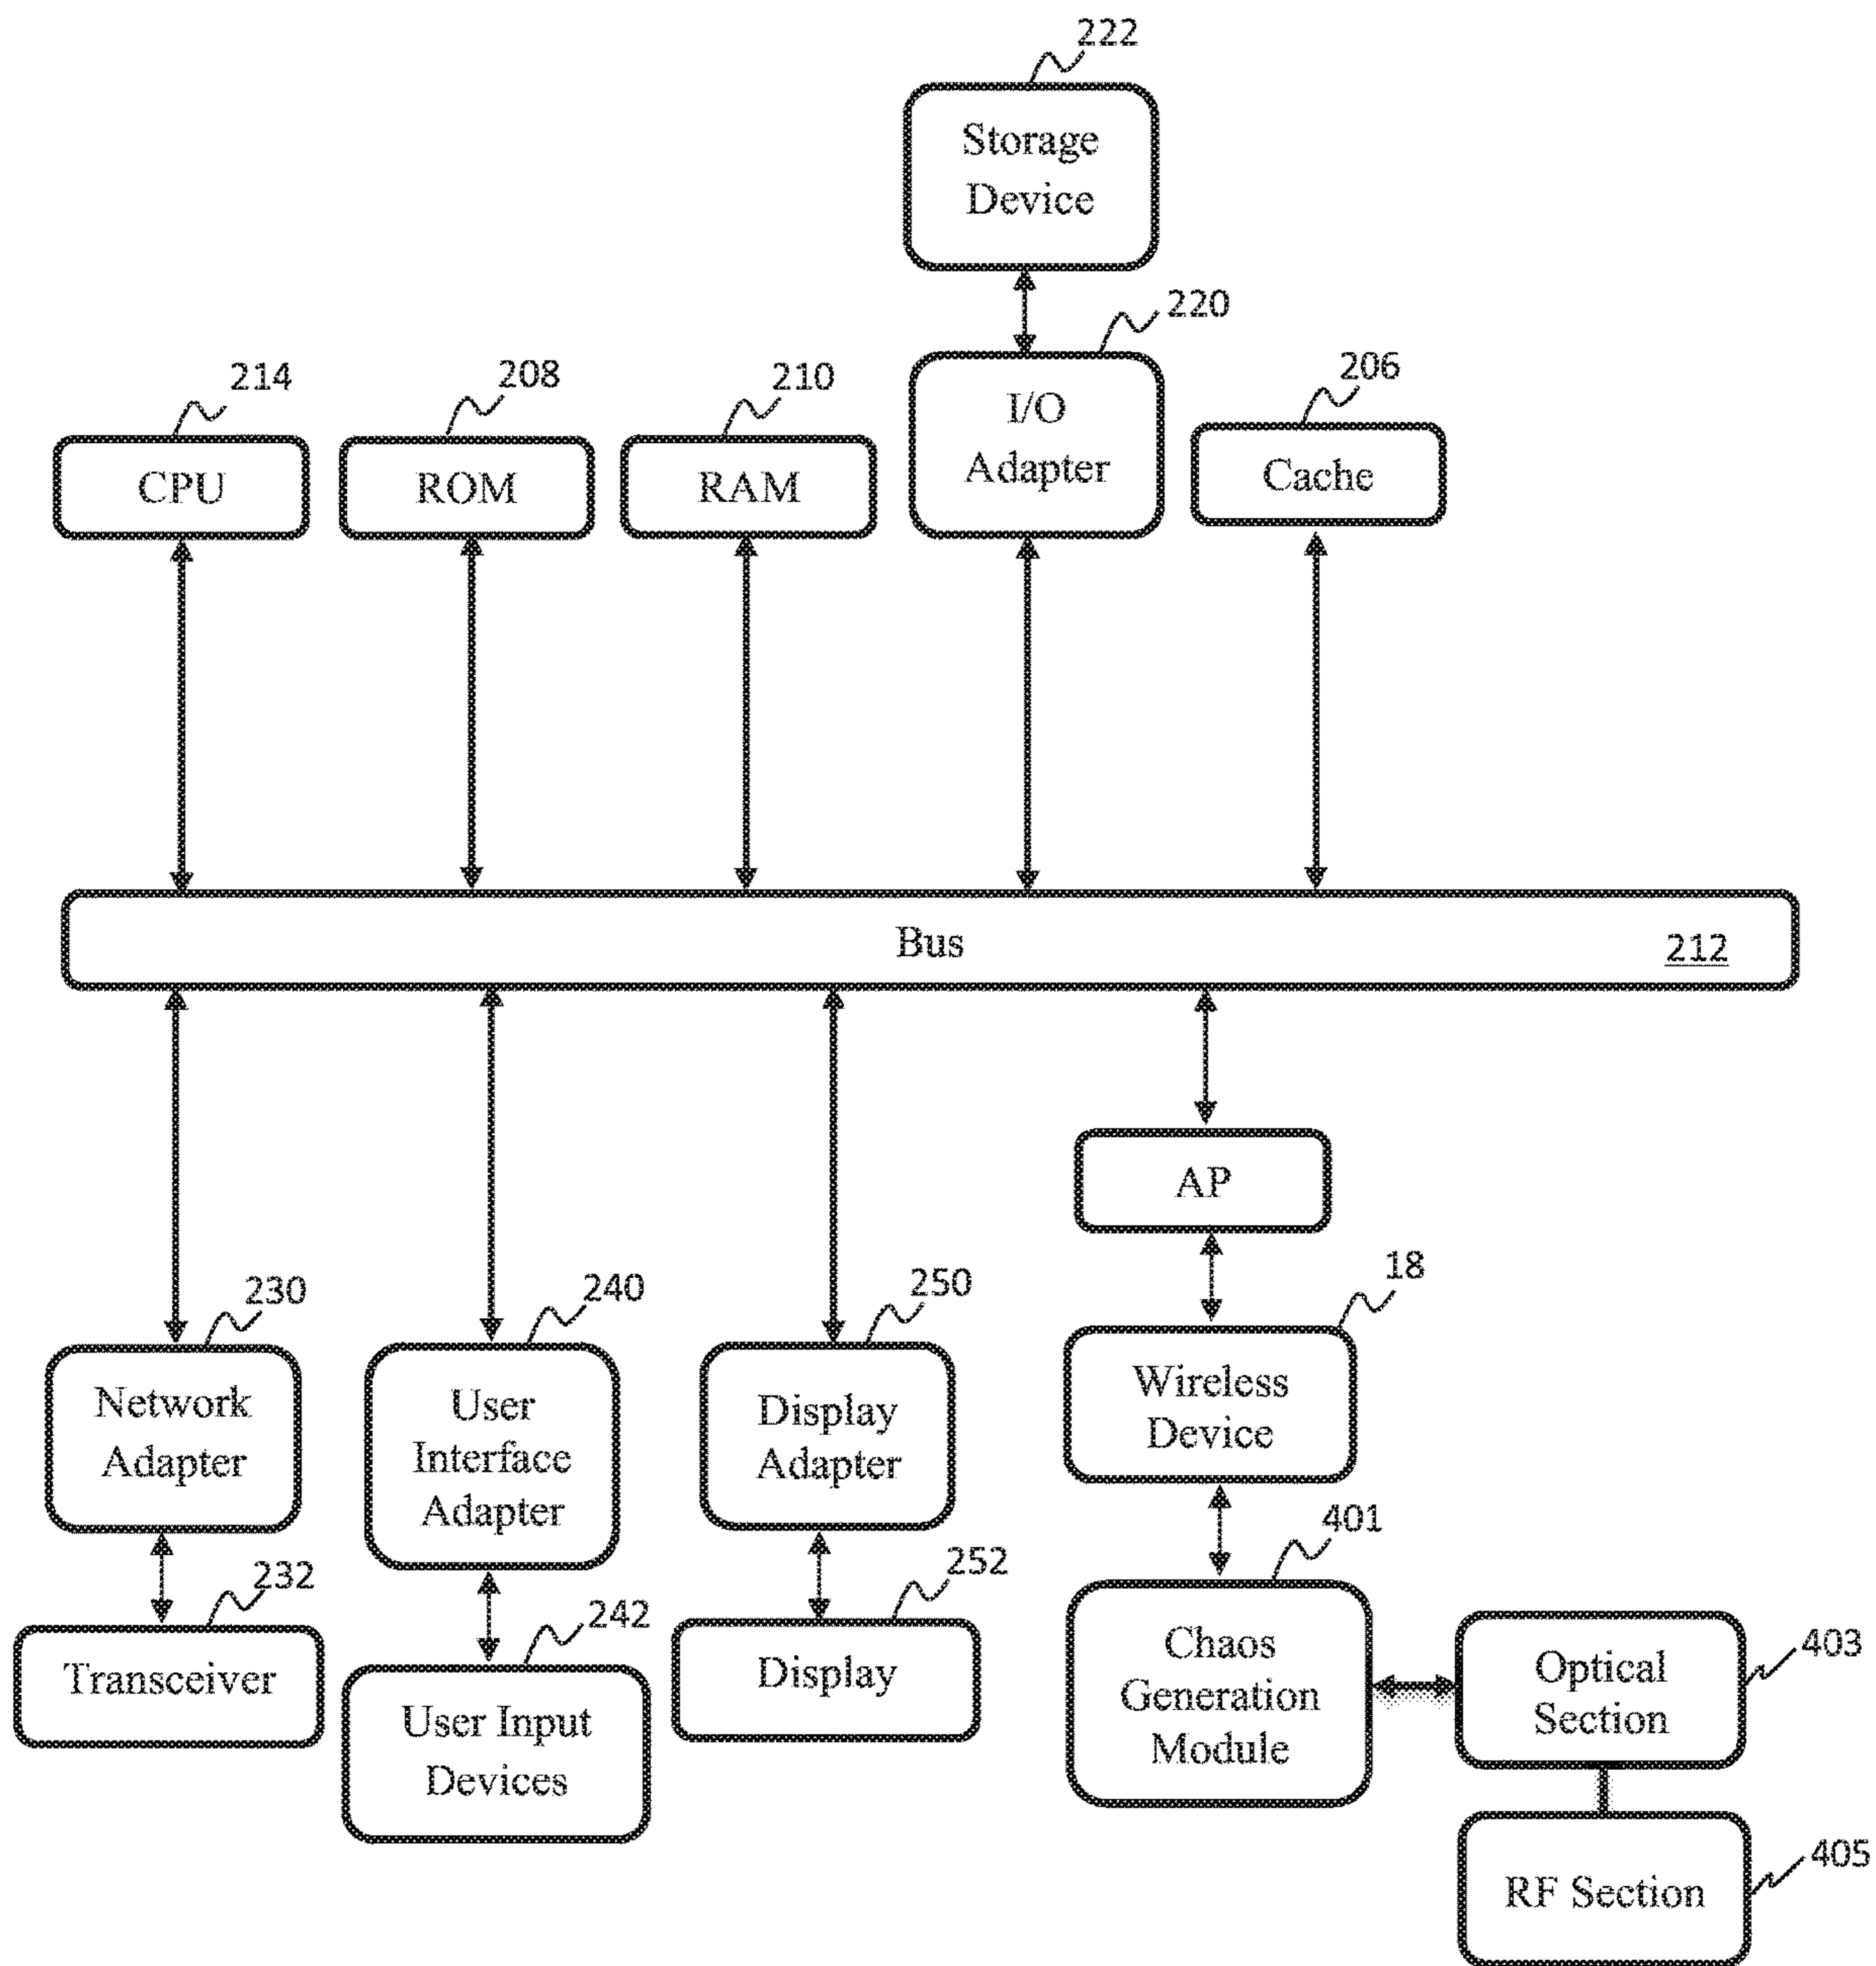 222
Storage
Device
220
214
208
210
206
I/O
Adapter
CPU
ROM
RAM
Cache
Bus
212
AP
18
230
240
250
Wireless
Device
Network
Adapter
User
Interface
Adapter
Display
Adapter
401
232
242
252
Transceiver
User Input
Devices
Display
Chaos
Generation
Module
Optical
Section
403
RF Section
405